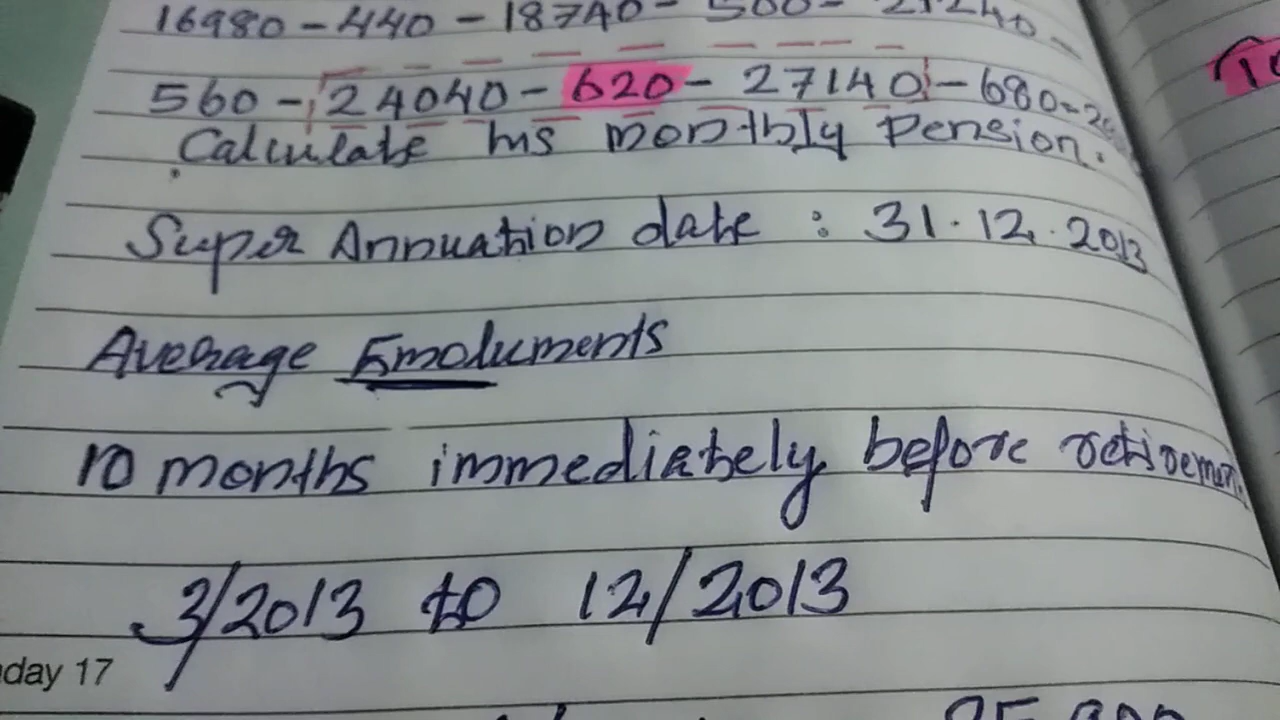 16980-440-18740-500-21240-
560-24040-620-27140-680-
Calculate his monthly Pension.
Super Annuation date : 31.12.2013
Average Emoluments
10 months immediately before retirement.
3/2013 to 12/2013
day 17